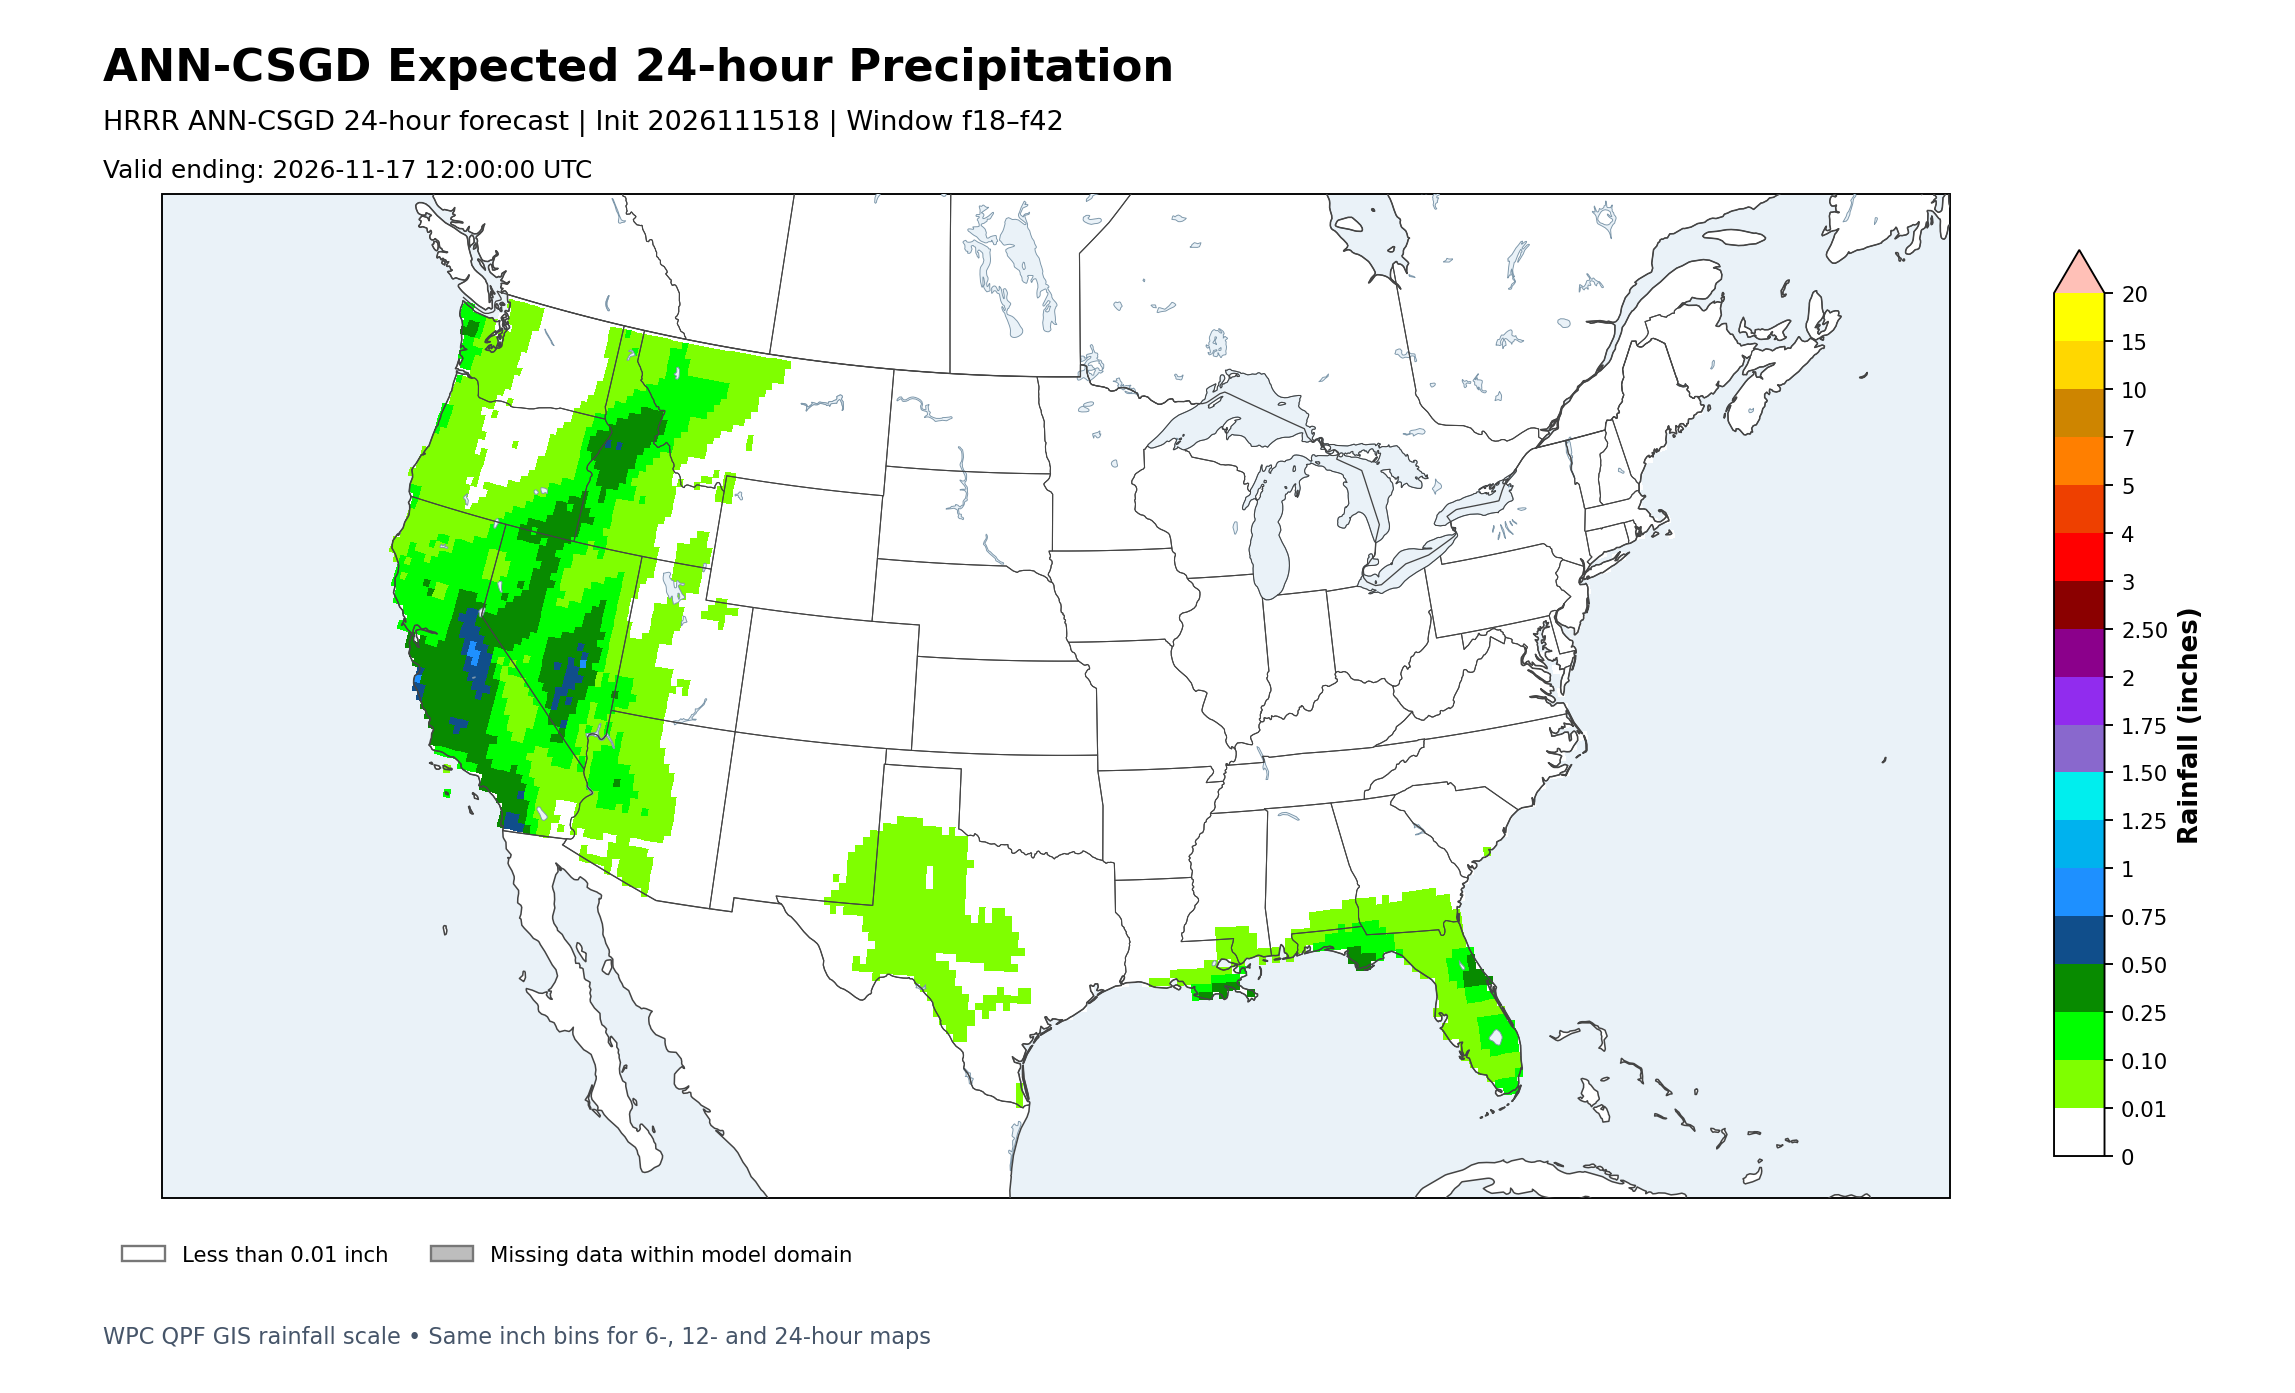 ANN-CSGD Expected 24-hour Precipitation
HRRR ANN-CSGD 24-hour forecast | Init 2026111518 | Window f18–f42
Valid ending: 2026-11-17 12:00:00 UTC
20
15
10
7
5
4
3
2.50
2
1.75
1.50
1.25
1
0.75
0.50
0.25
0.10
0.01
0
Rainfall (inches)
Less than 0.01 inch
Missing data within model domain
WPC QPF GIS rainfall scale • Same inch bins for 6-, 12- and 24-hour maps